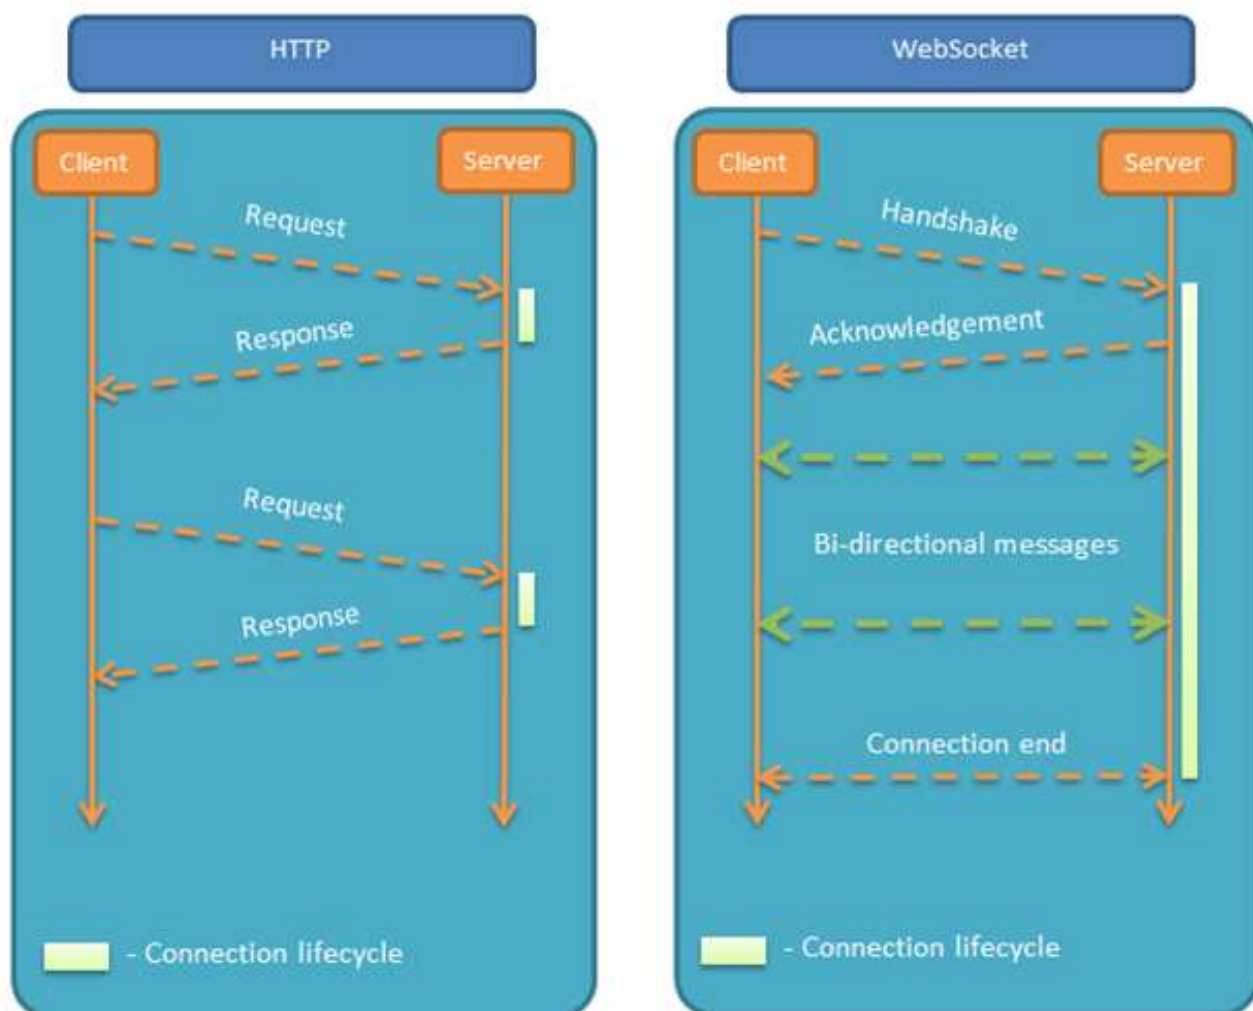 HTTP
Client
Server
Request
Response
Request
Response
- Connection lifecycle
WebSocket
Client
Server
Handshake
Acknowledgement
Bi-directional messages
Connection end
- Connection lifecycle